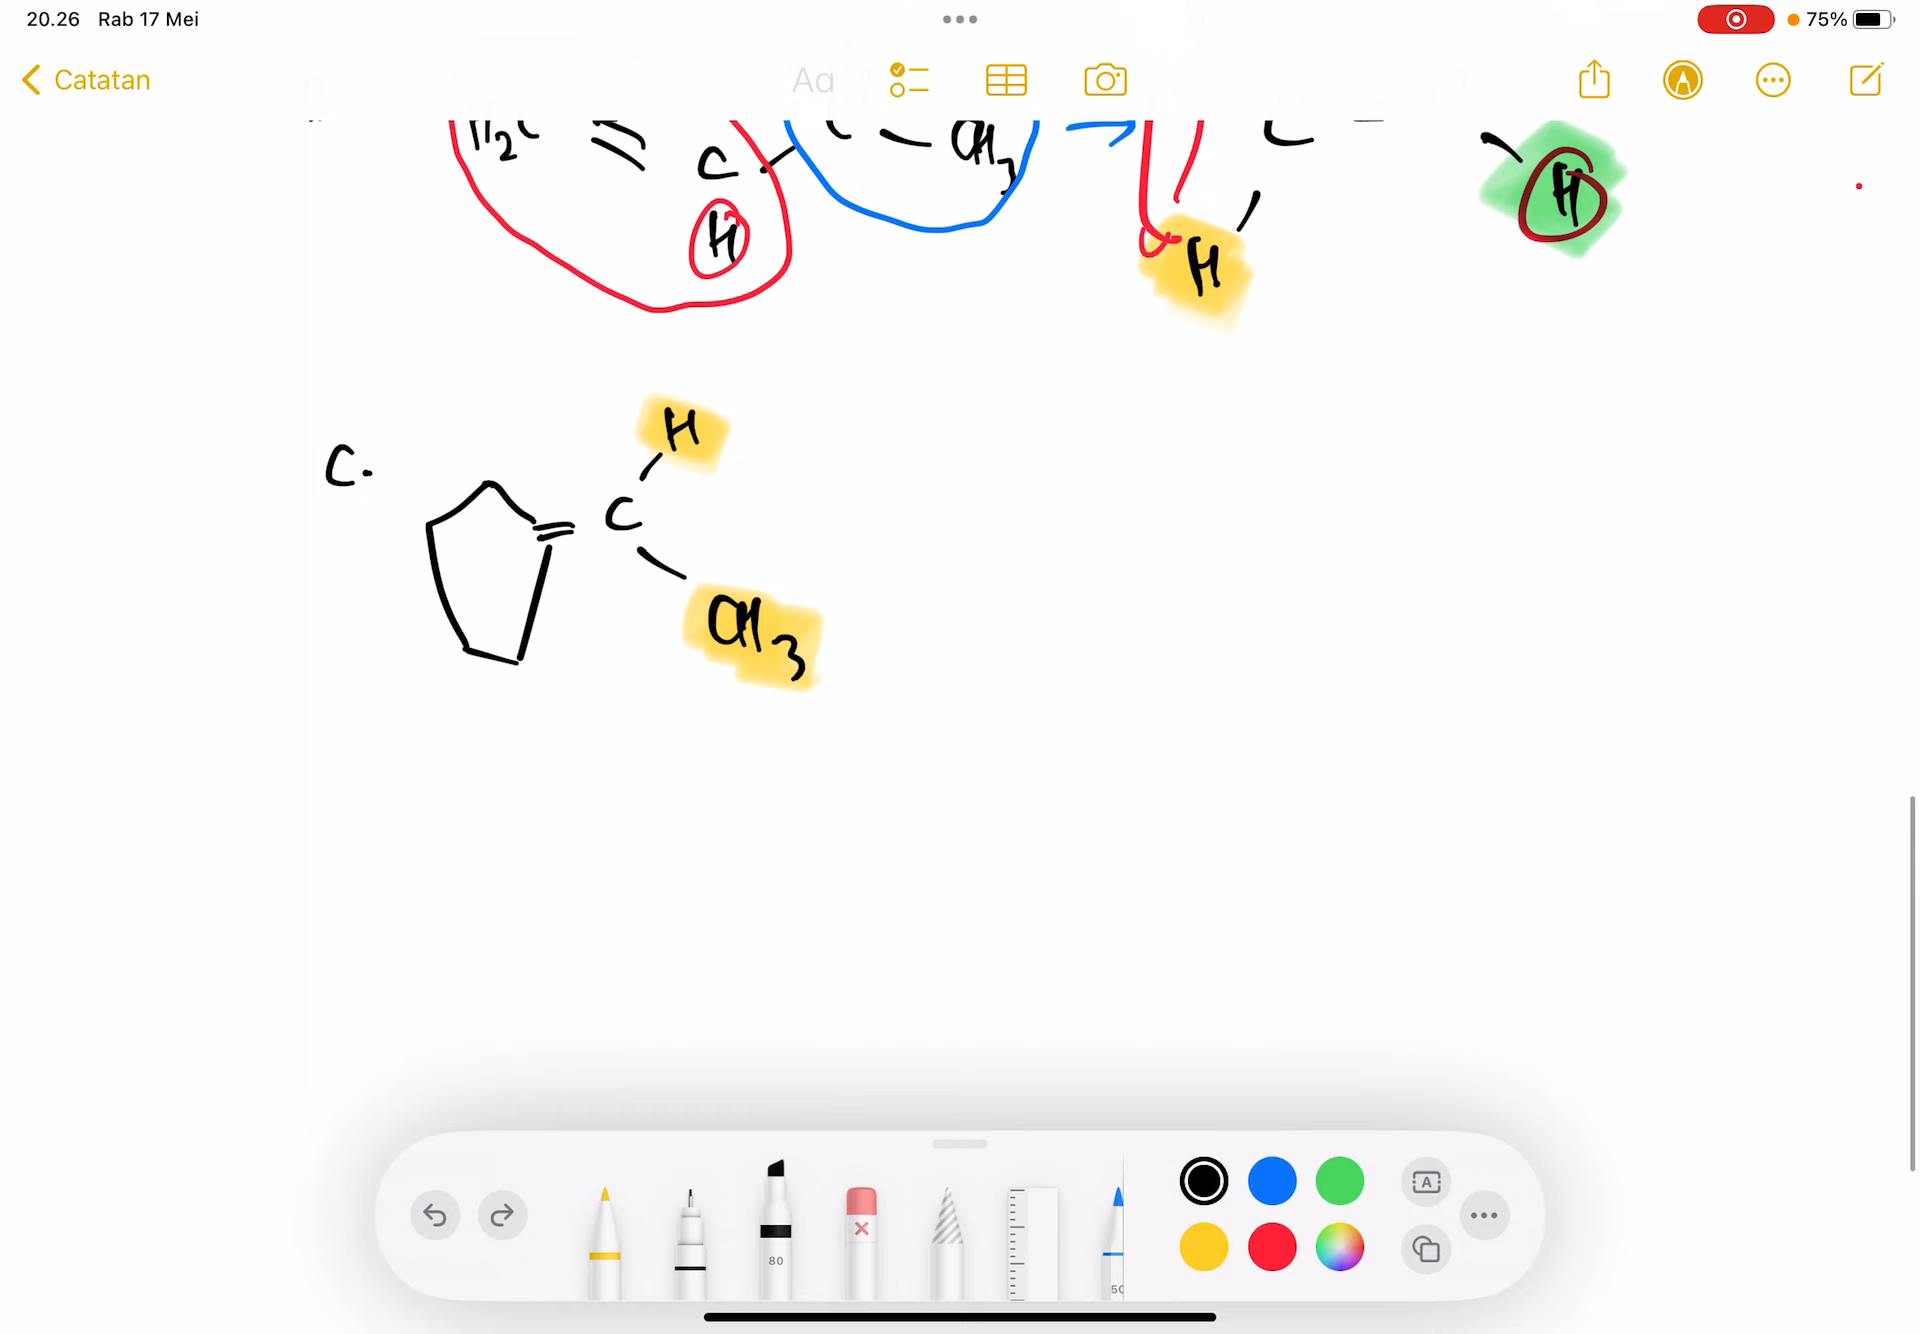 20.26 Rab 17 Mei
75%
Catatan
Aa
H₂C C C CH₃ C H
H H
C. H
C
CH₃
A
80
50